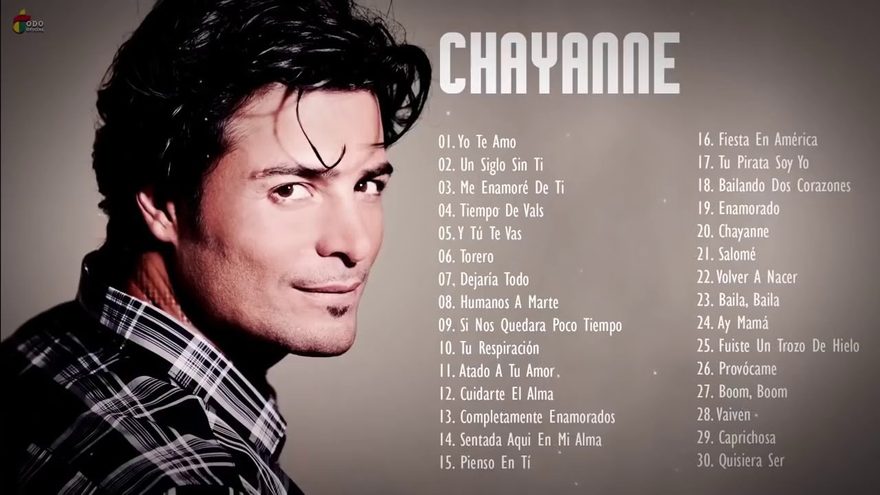 TODO
CHAYANNE
01. Yo Te Amo
02. Un Siglo Sin Ti
03. Me Enamoré De Ti
04. Tiempo De Vals
05. Y Tú Te Vas
06. Torero
07. Dejaría Todo
08. Humanos A Marte
09. Si Nos Quedara Poco Tiempo
10. Tu Respiración
11. Atado A Tu Amor.
12. Cuidarte El Alma
13. Completamente Enamorados
14. Sentada Aqui En Mi Alma
15. Pienso En Tí
16. Fiesta En América
17. Tu Pirata Soy Yo
18. Bailando Dos Corazones
19. Enamorado
20. Chayanne
21. Salomé
22. Volver A Nacer
23. Baila, Baila
24. Ay Mamá
25. Fuiste Un Trozo De Hielo
26. Provócame
27. Boom, Boom
28. Vaiven
29. Caprichosa
30. Quisiera Ser